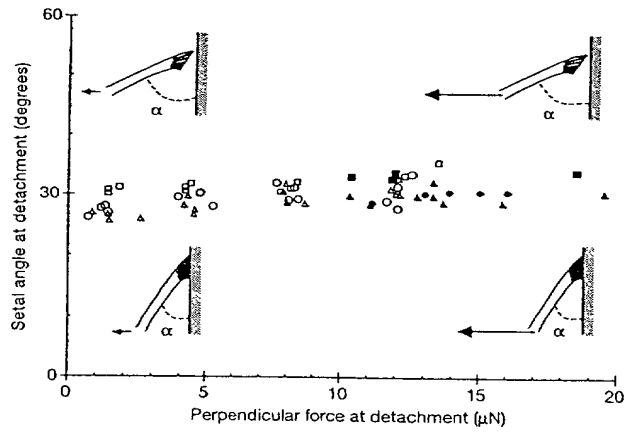 60
30
0
Setal angle at detachment (degrees)
α
α
α
α
0
5
10
15
20
Perpendicular force at detachment (μN)